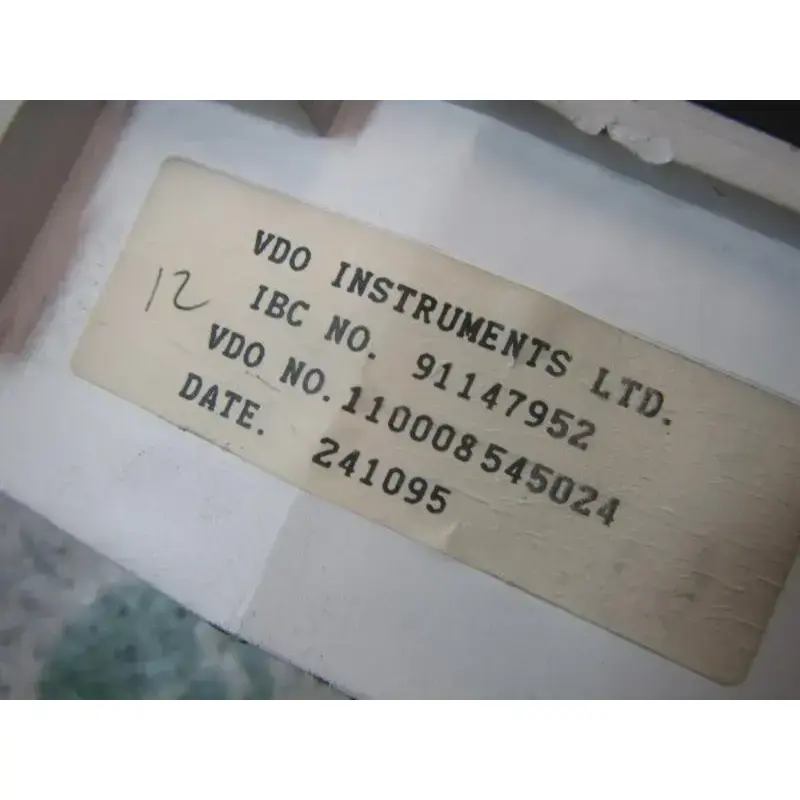 VDO INSTRUMENTS LTD.
IBC NO. 91147952
VDO NO. 110008545024
DATE. 241095
12